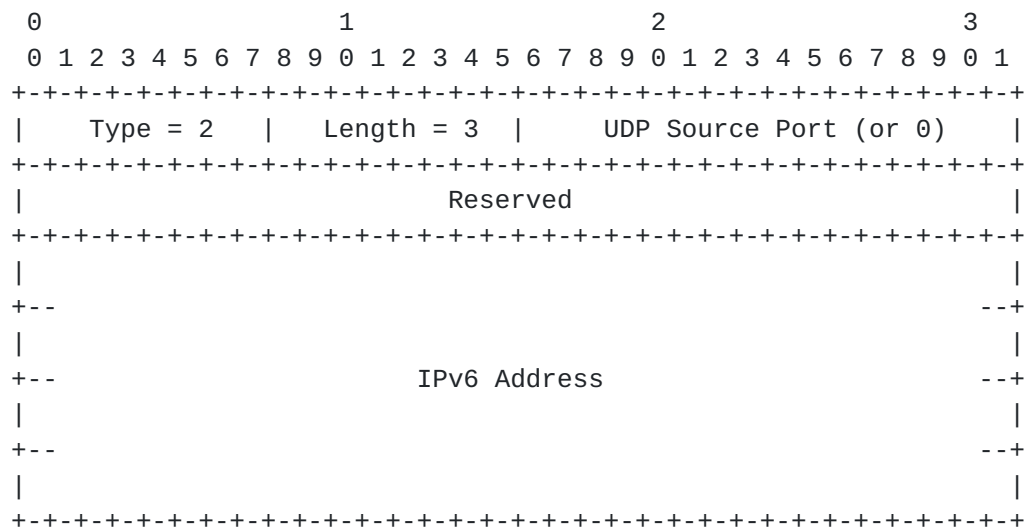 0                   1                   2                   3
 0 1 2 3 4 5 6 7 8 9 0 1 2 3 4 5 6 7 8 9 0 1 2 3 4 5 6 7 8 9 0 1
+-+-+-+-+-+-+-+-+-+-+-+-+-+-+-+-+-+-+-+-+-+-+-+-+-+-+-+-+-+-+-+-+
|    Type = 2   |   Length = 3  |     UDP Source Port (or 0)    |
+-+-+-+-+-+-+-+-+-+-+-+-+-+-+-+-+-+-+-+-+-+-+-+-+-+-+-+-+-+-+-+-+
|                           Reserved                            |
+-+-+-+-+-+-+-+-+-+-+-+-+-+-+-+-+-+-+-+-+-+-+-+-+-+-+-+-+-+-+-+-+
|                                                               |
+--                                                           --+
|                                                               |
+--                       IPv6 Address                        --+
|                                                               |
+--                                                           --+
|                                                               |
+-+-+-+-+-+-+-+-+-+-+-+-+-+-+-+-+-+-+-+-+-+-+-+-+-+-+-+-+-+-+-+-+